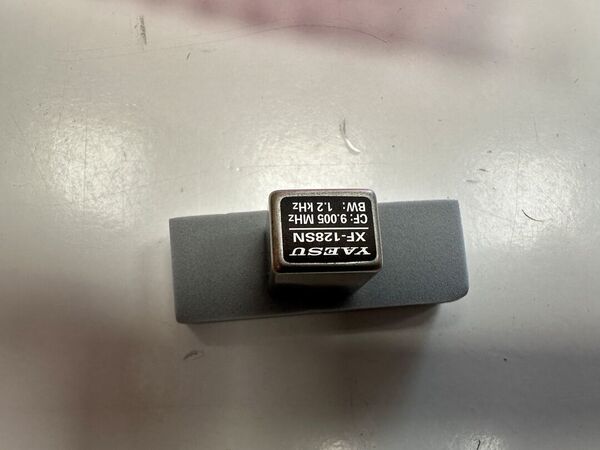 YAESU
XF-128SN
CF: 9.005 MHz
BW: 1.2 kHz